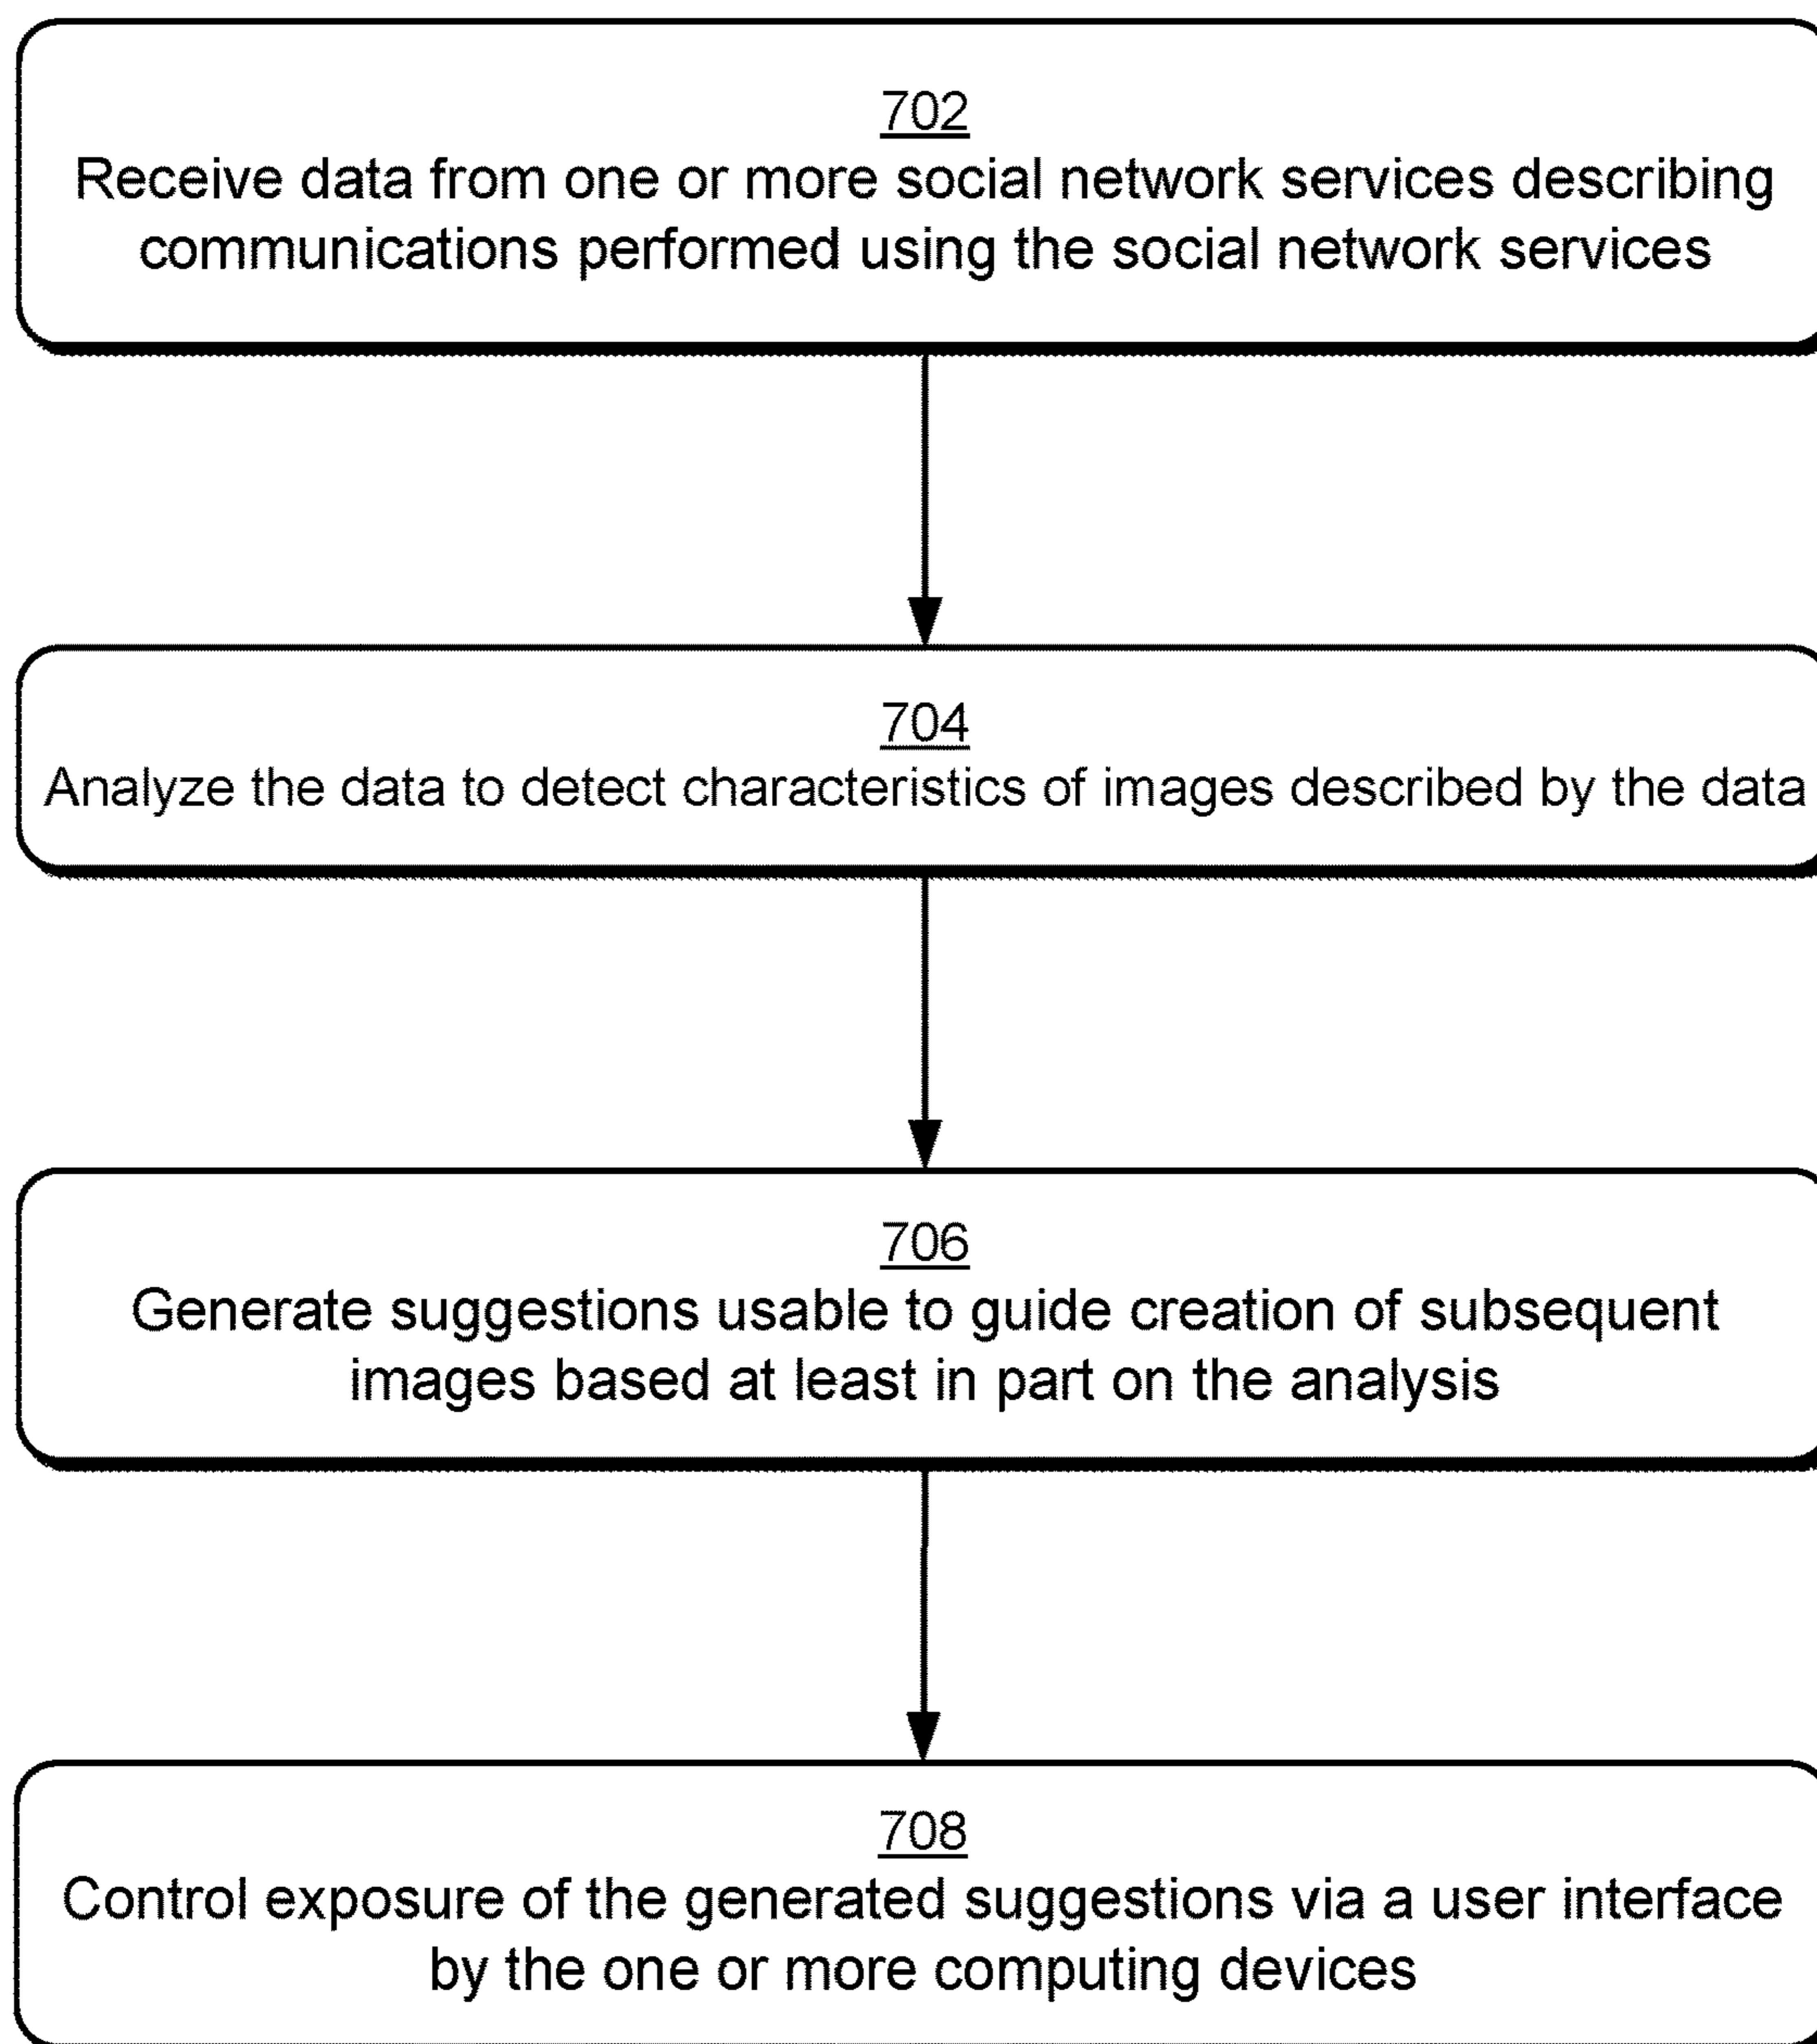 702
Receive data from one or more social network services describing
communications performed using the social network services
704
Analyze the data to detect characteristics of images described by the data
706
Generate suggestions usable to guide creation of subsequent
images based at least in part on the analysis
708
Control exposure of the generated suggestions via a user interface
by the one or more computing devices